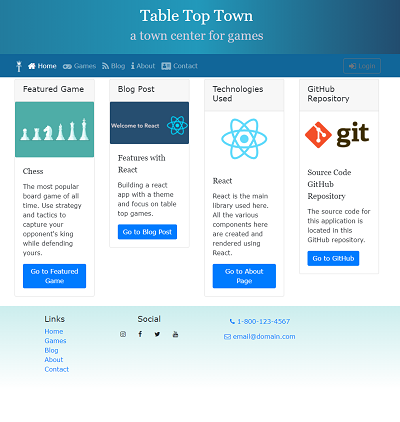 Table Top Town
a town center for games
Home Games Blog About Contact Login
Featured Game
Chess
The most popular
board game of all
time. Use strategy
and tactics to
capture your
opponent's king
while defending
yours.
Go to Featured
Game
Blog Post
Welcome to React
Features with
React
Building a react
app with a theme
and focus on table
top games.
Go to Blog Post
Technologies
Used
React
React is the main
library used here.
All the various
components here
are created and
rendered using
React.
Go to About
Page
GitHub
Repository
git
Source Code
GitHub
Repository
The source code for
this application is
located in this
GitHub repository.
Go to GitHub
Links
Home
Games
Blog
About
Contact
Social
1-800-123-4567
email@domain.com